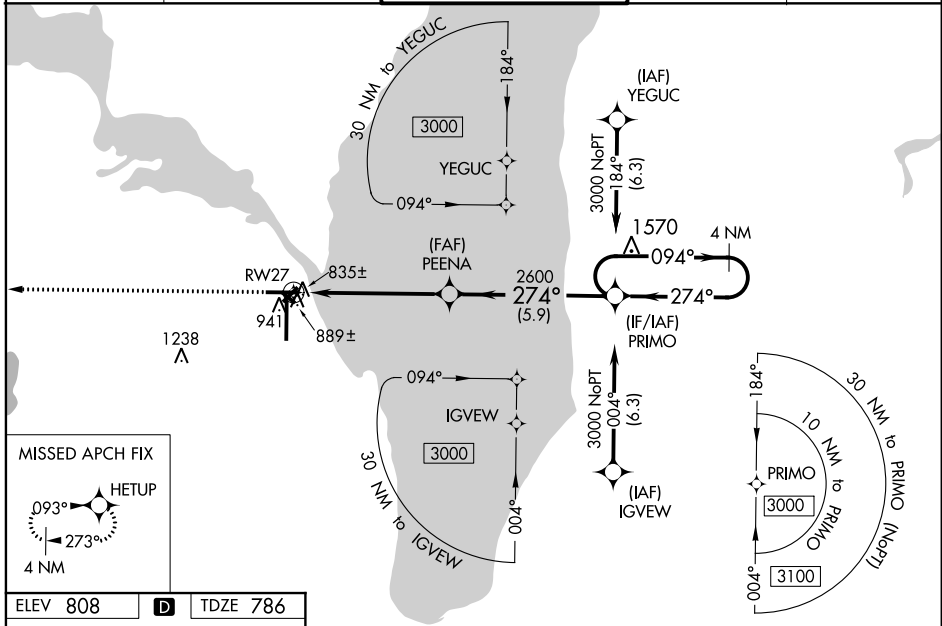 30 NM to YEGUC
184°
3000
YEGUC
094°
(IAF)
YEGUC
3000 NoPT
184°
(6.3)
1570
4 NM
094°
(FAF)
PEENA
2600
274°
(5.9)
274°
(IF/IAF)
PRIMO
RW27
835±
941
889±
1238
094°
IGVEW
3000
30 NM to IGVEW
004°
3000 NoPT
004°
(6.3)
(IAF)
IGVEW
184°
30 NM to PRIMO (NoPT)
10 NM to PRIMO
PRIMO
3000
3100
004°
MISSED APCH FIX
HETUP
093°
273°
4 NM
ELEV 808
D
TDZE 786